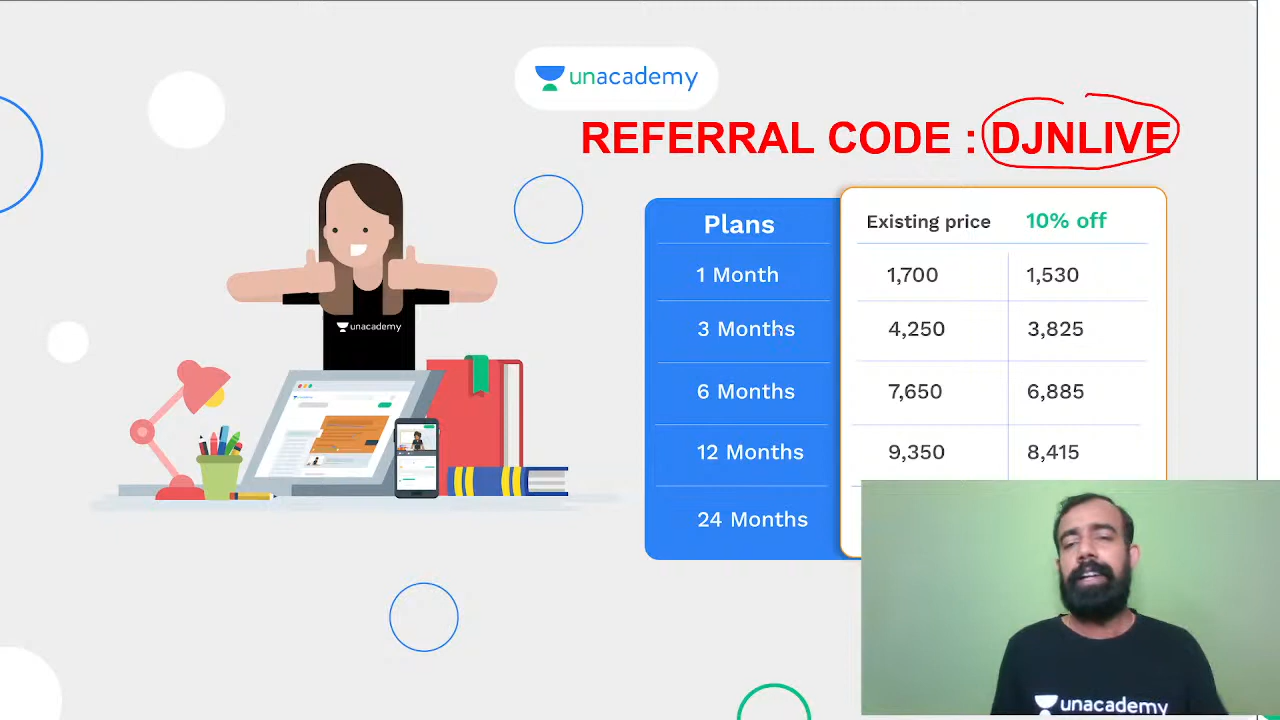 unacademy
REFERRAL CODE : DJNLIVE
Plans Existing price 10% off
1 Month 1,700 1,530
3 Months 4,250 3,825
6 Months 7,650 6,885
12 Months 9,350 8,415
24 Months
unacademy
unacademy